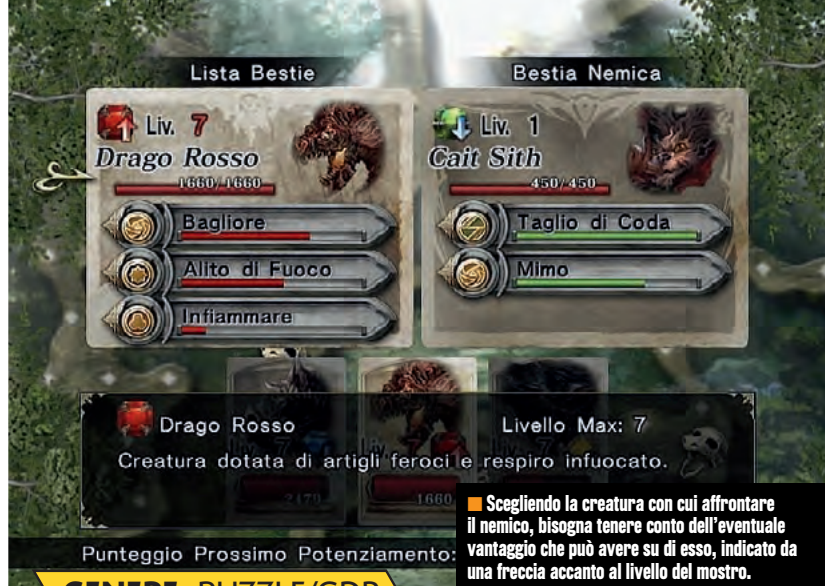 Lista Bestie
Liv. 7
Drago Rosso
1660/1660
Bagliore
Alito di Fuoco
Infiammare
Bestia Nemica
Liv. 1
Cait Sith
450/450
Taglio di Coda
Mimo
Liv. 7
2479
1660
Drago Rosso
Livello Max: 7
Creatura dotata di artigli feroci e respiro infuocato.
Punteggio Prossimo Potenziamento:
■ Scegliendo la creatura con cui affrontare
il nemico, bisogna tenere conto dell'eventuale
vantaggio che può avere su di esso, indicato da
una freccia accanto al livello del mostro.
GENERE: PUZZLE/GDR